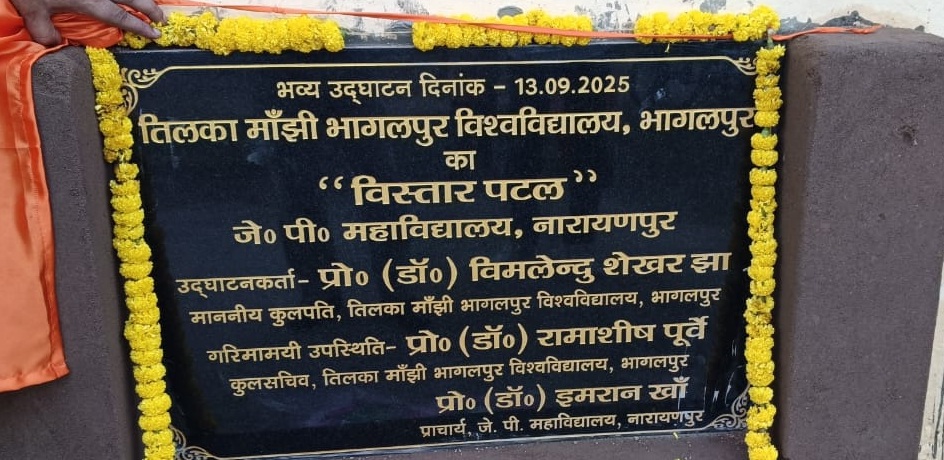 भव्य उद्घाटन दिनांक - 13.09.2025
तिलका माँझी भागलपुर विश्वविद्यालय, भागलपुर
का
“विस्तार पटल”
जे० पी० महाविद्यालय, नारायणपुर
उद्घाटनकर्ता- प्रो० (डॉ०) विमलेन्दु शेखर झा
माननीय कुलपति, तिलका माँझी भागलपुर विश्वविद्यालय, भागलपुर
गरिमामयी उपस्थिति- प्रो० (डॉ०) रामाशीष पूर्वे
कुलसचिव, तिलका माँझी भागलपुर विश्वविद्यालय, भागलपुर
प्रो० (डॉ०) इमरान खाँ
प्राचार्य, जे. पी. महाविद्यालय, नारायणपुर